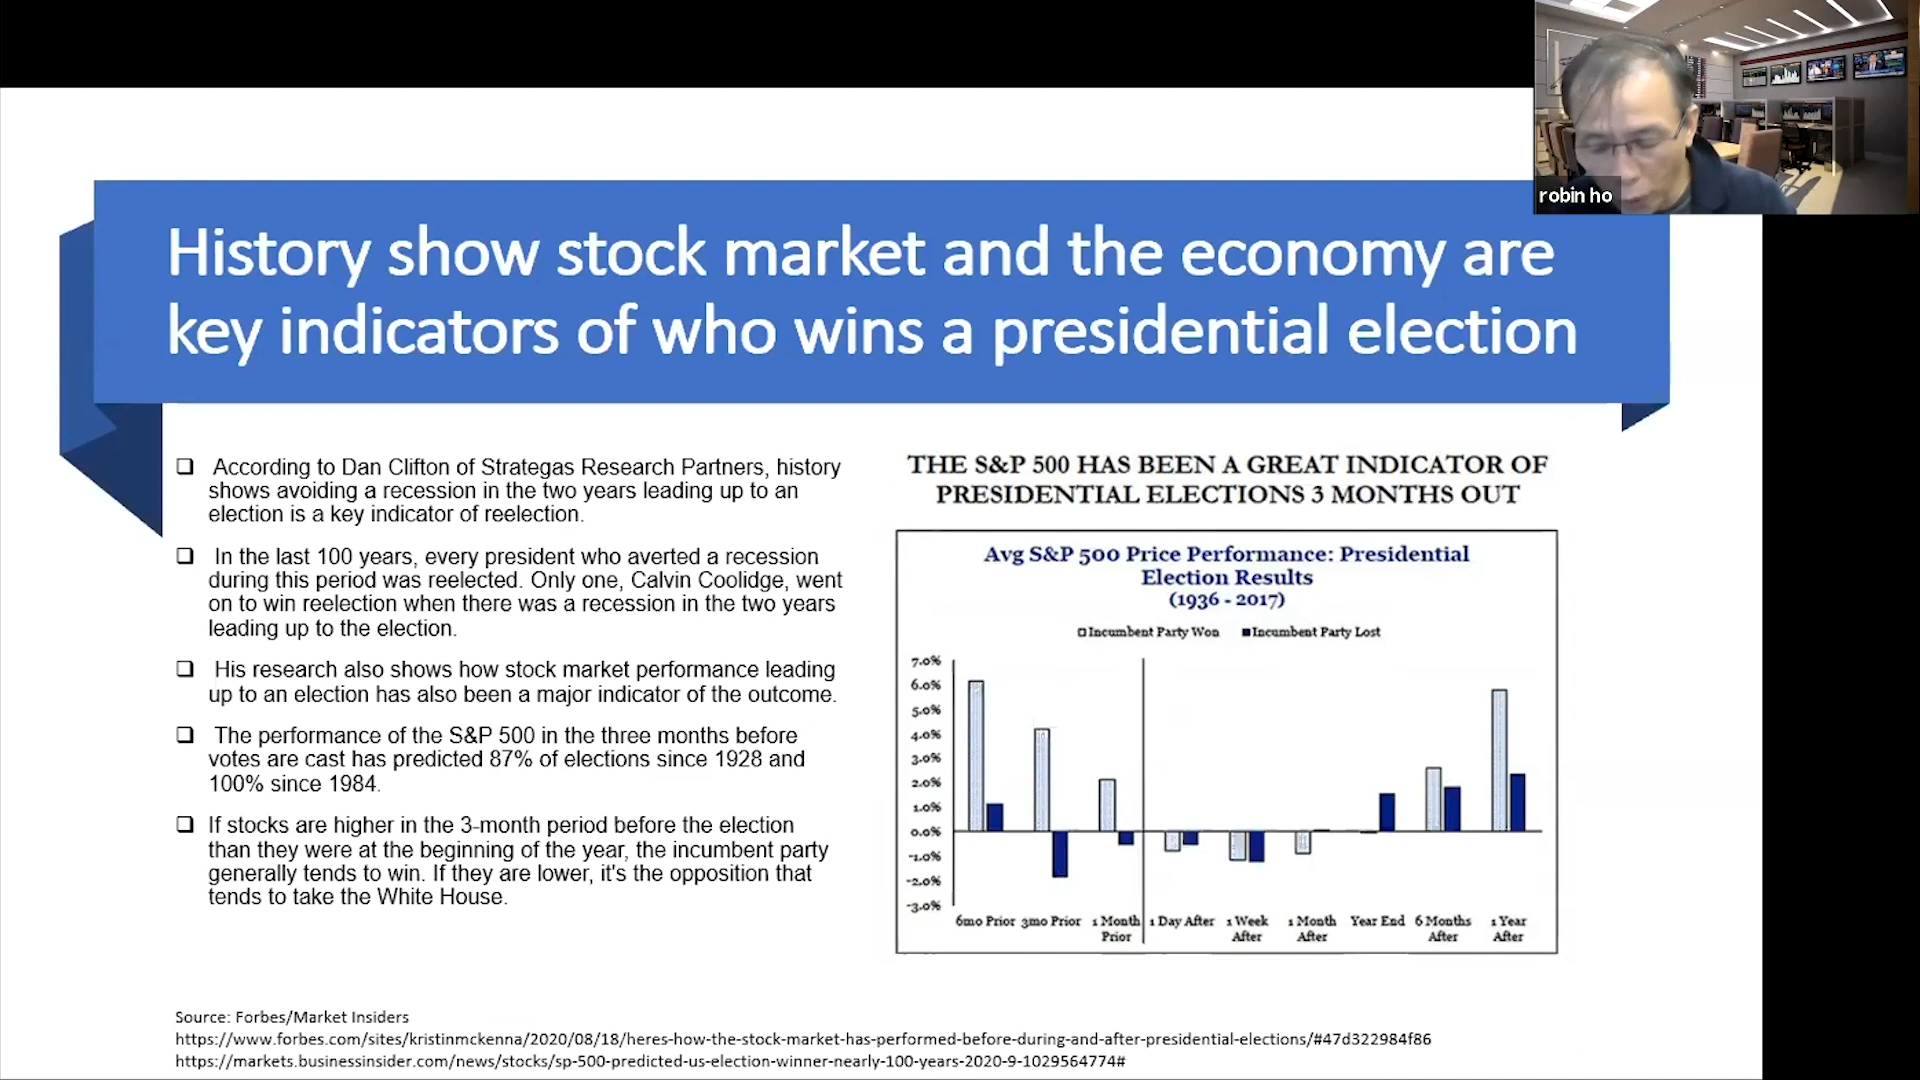 robin ho
History show stock market and the economy are
key indicators of who wins a presidential election
According to Dan Clifton of Strategas Research Partners, history
shows avoiding a recession in the two years leading up to an
election is a key indicator of reelection.
In the last 100 years, every president who averted a recession
during this period was reelected. Only one, Calvin Coolidge, went
on to win reelection when there was a recession in the two years
leading up to the election.
His research also shows how stock market performance leading
up to an election has also been a major indicator of the outcome.
The performance of the S&P 500 in the three months before
votes are cast has predicted 87% of elections since 1928 and
100% since 1984.
If stocks are higher in the 3-month period before the election
than they were at the beginning of the year, the incumbent party
generally tends to win. If they are lower, it's the opposition that
tends to take the White House.
THE S&P 500 HAS BEEN A GREAT INDICATOR OF
PRESIDENTIAL ELECTIONS 3 MONTHS OUT
Avg S&P 500 Price Performance: Presidential
Election Results
(1936 - 2017)
Incumbent Party Won Incumbent Party Lost
7.0%
6.0%
5.0%
4.0%
3.0%
2.0%
1.0%
0.0%
-1.0%
-2.0%
-3.0%
6mo Prior 3mo Prior 1 Month 1 Day After 1 Week 1 Month Year End 6 Months 1 Year
Prior After After After After
Source: Forbes/Market Insiders
https://www.forbes.com/sites/kristinmckenna/2020/08/18/heres-how-the-stock-market-has-performed-before-during-and-after-presidential-elections/#47d322984f86
https://markets.businessinsider.com/news/stocks/sp-500-predicted-us-election-winner-nearly-100-years-2020-9-1029564774#